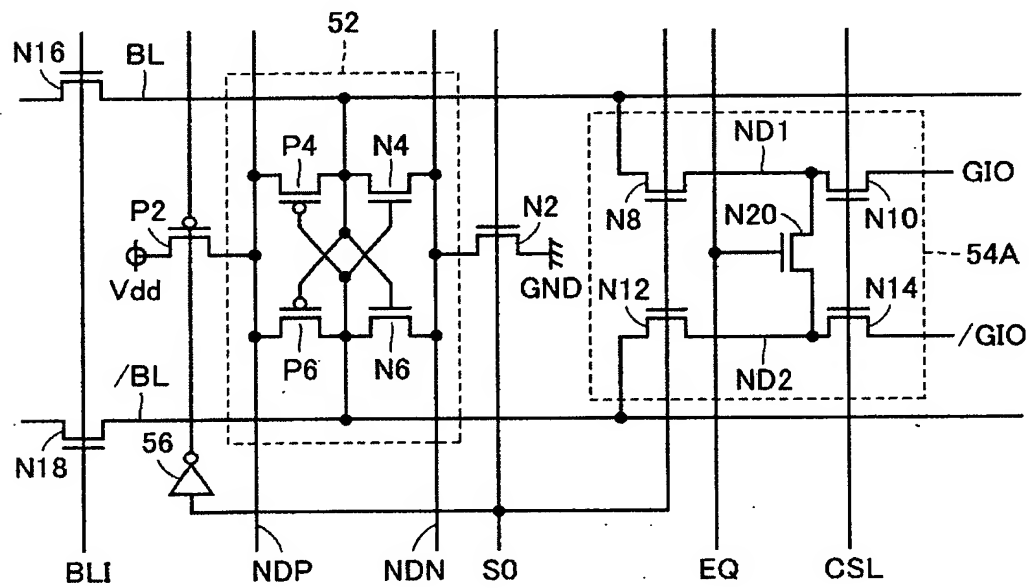 52
N16
BL
ND1
P4
N4
GIO
P2
N2
N8
N20
N10
Vdd
GND
N12
N14
54A
P6
N6
/GIO
/BL
ND2
N18
56
BLI
NDP
NDN
S0
EQ
CSL